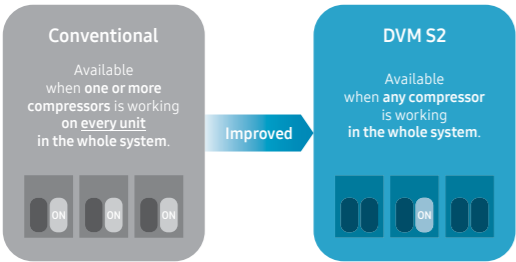 Conventional
Available
when one or more
compressors is working
on every unit
in the whole system.
ON
ON
ON
Improved
DVM S2
Available
when any compressor
is working
in the whole system.
ON